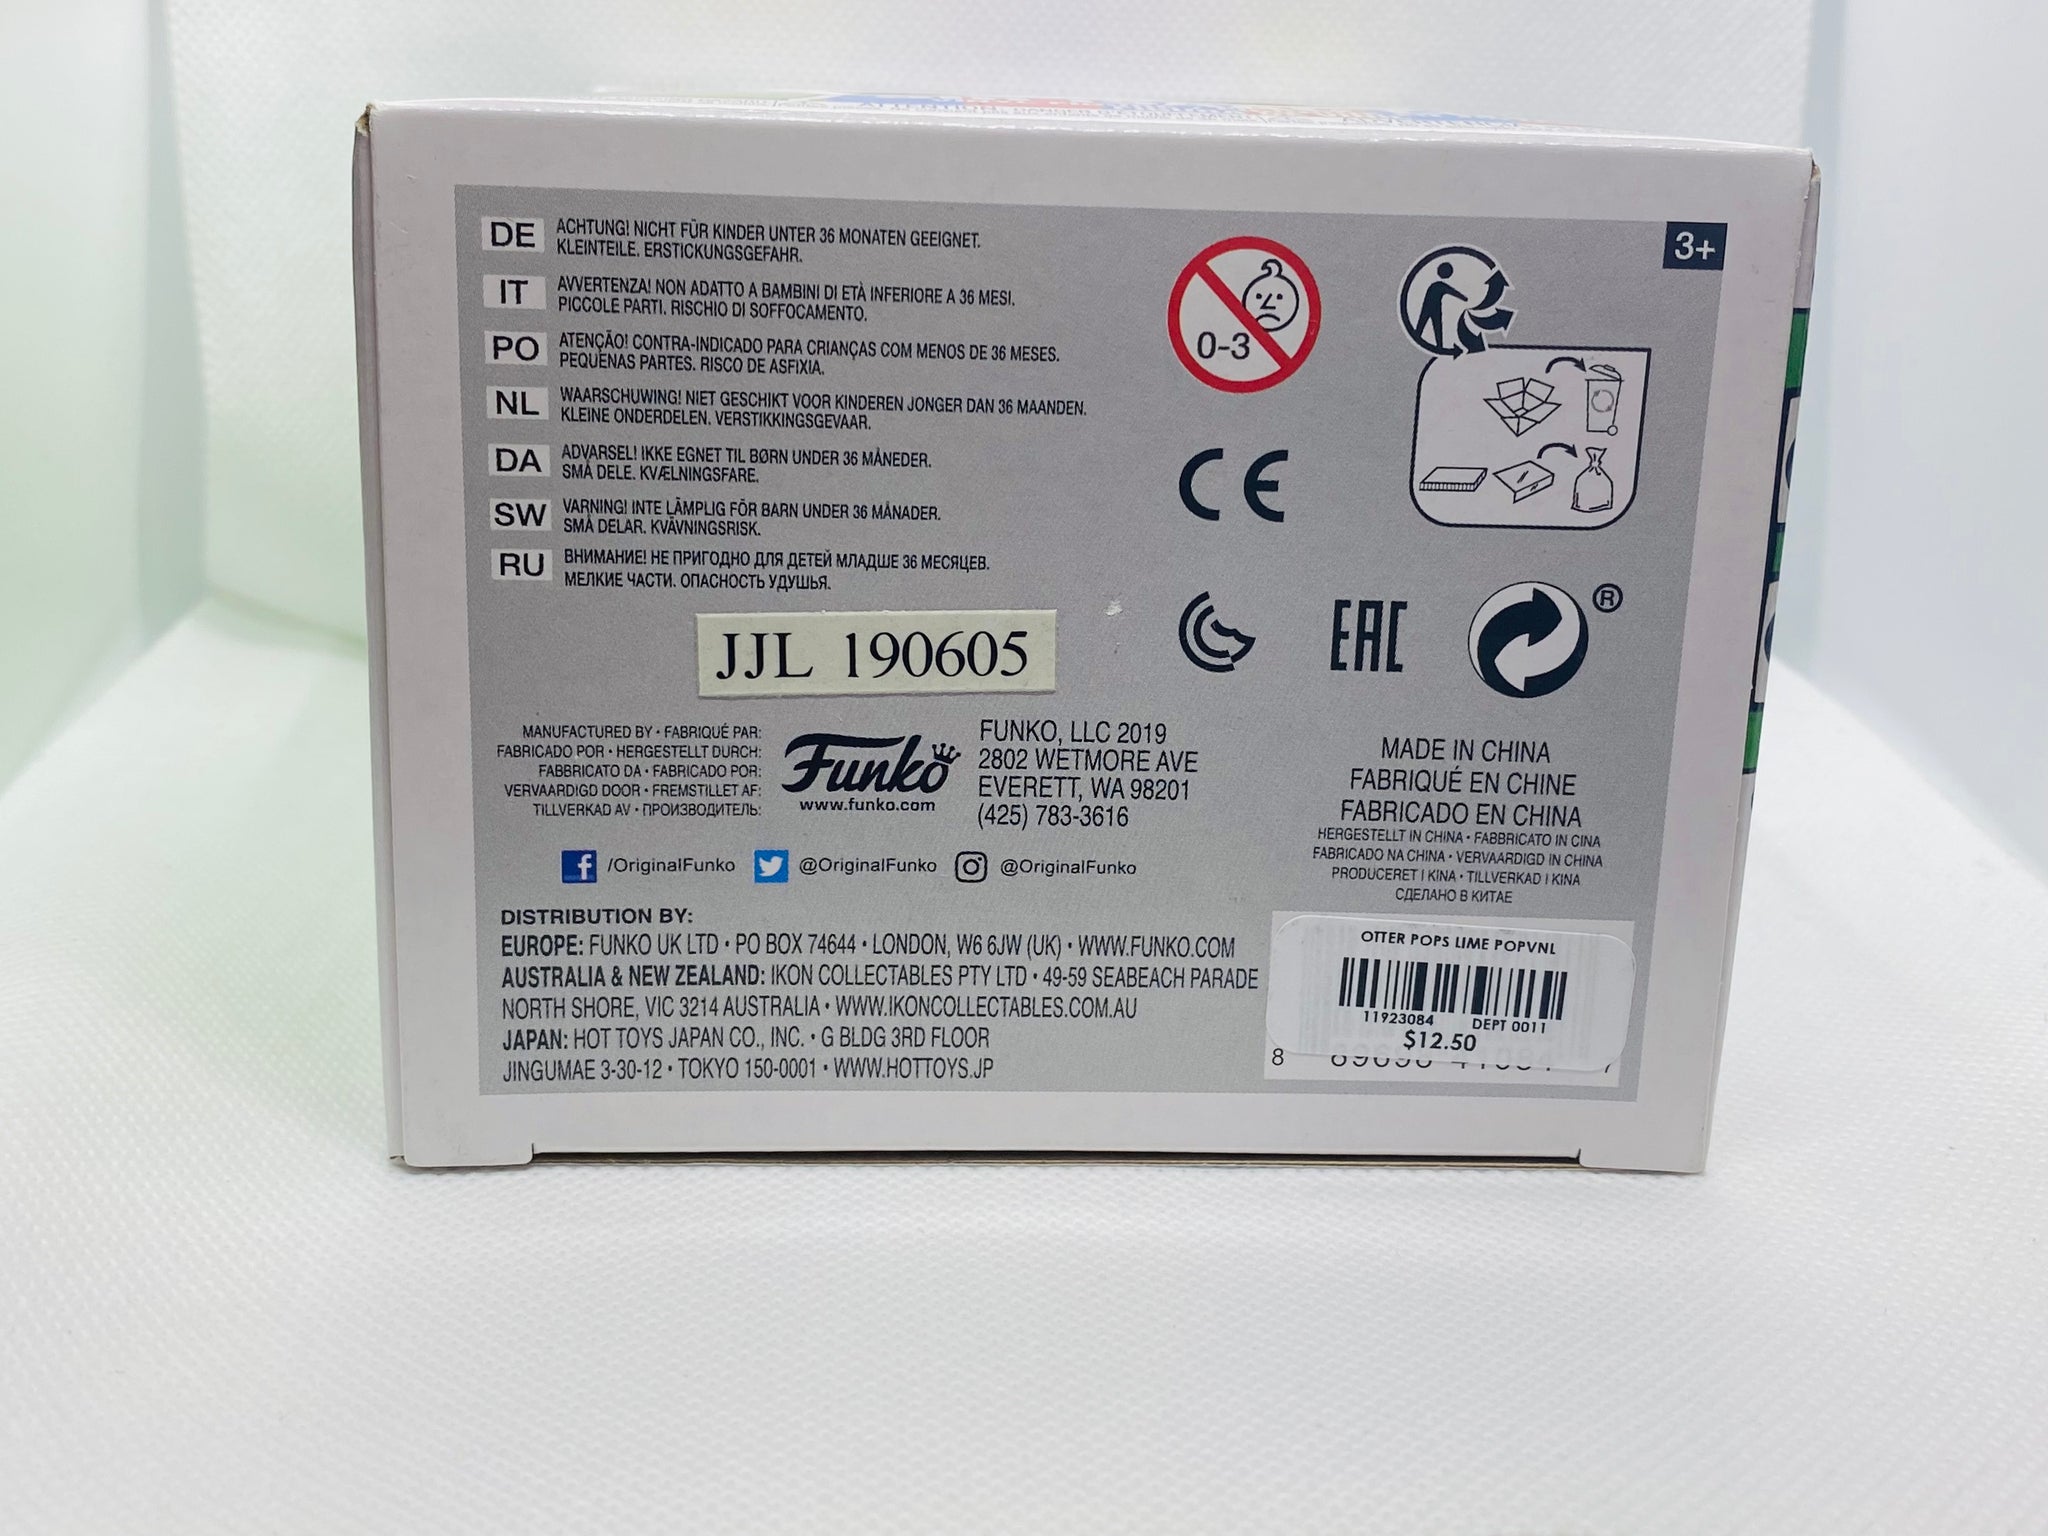 DE ACHTUNG! NICHT FÜR KINDER UNTER 36 MONATEN GEEIGNET.
KLEINTEILE. ERSTICKUNGSGEFAHR.
IT AVVERTENZA! NON ADATTO A BAMBINI DI ETÀ INFERIORE A 36 MESI.
PICCOLE PARTI. RISCHIO DI SOFFOCAMENTO.
PO ATENÇÃO! CONTRA-INDICADO PARA CRIANÇAS COM MENOS DE 36 MESES.
PEQUENAS PARTES. RISCO DE ASFIXIA.
NL WAARSCHUWING! NIET GESCHIKT VOOR KINDEREN JONGER DAN 36 MAANDEN.
KLEINE ONDERDELEN. VERSTIKKINGSGEVAAR.
DA ADVARSEL! IKKE EGNET TIL BØRN UNDER 36 MÅNEDER.
SMÅ DELE. KVÆLNINGSFARE.
SW VARNING! INTE LÄMPLIG FÖR BARN UNDER 36 MÅNADER.
SMÅ DELAR. KVÄVNINGSRISK.
RU ВНИМАНИЕ! НЕ ПРИГОДНО ДЛЯ ДЕТЕЙ МЛАДШЕ 36 МЕСЯЦЕВ.
МЕЛКИЕ ЧАСТИ. ОПАСНОСТЬ УДУШЬЯ.
0-3
3+
CE
EAC
®
JJL 190605
MANUFACTURED BY • FABRIQUÉ PAR:
FABRICADO POR • HERGESTELLT DURCH:
FABBRICATO DA • FABRICADO POR:
VERVAARDIGD DOOR • FREMSTILLET AF:
TILLVERKAD AV • ПРОИЗВОДИТЕЛЬ:
Funko
www.funko.com
FUNKO, LLC 2019
2802 WETMORE AVE
EVERETT, WA 98201
(425) 783-3616
MADE IN CHINA
FABRIQUÉ EN CHINE
FABRICADO EN CHINA
HERGESTELLT IN CHINA • FABBRICATO IN CINA
FABRICADO NA CHINA • VERVAARDIGD IN CHINA
PRODUCERET I KINA • TILLVERKAD I KINA
СДЕЛАНО В КИТАЕ
/OriginalFunko @OriginalFunko @OriginalFunko
DISTRIBUTION BY:
EUROPE: FUNKO UK LTD • PO BOX 74644 • LONDON, W6 6JW (UK) • WWW.FUNKO.COM
AUSTRALIA & NEW ZEALAND: IKON COLLECTABLES PTY LTD • 49-59 SEABEACH PARADE
NORTH SHORE, VIC 3214 AUSTRALIA • WWW.IKONCOLLECTABLES.COM.AU
JAPAN: HOT TOYS JAPAN CO., INC. • G BLDG 3RD FLOOR
JINGUMAE 3-30-12 • TOKYO 150-0001 • WWW.HOTTOYS.JP
OTTER POPS LIME POPVNL
11923084 DEPT 0011
$12.50
8